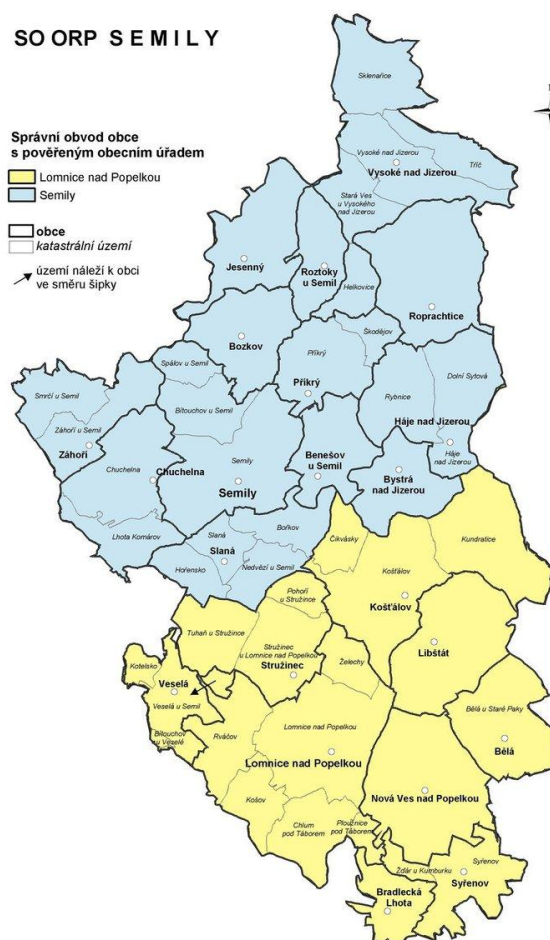 SO ORP SEMILY
Správní obvod obce
s pověřeným obecním úřadem
Lomnice nad Popelkou
Semily
obce
katastrální území
území náleží k obci
ve směru šipky
Sklenařice
Vysoké nad Jizerou
Vysoké nad Jizerou
Tříč
Stará Ves
u Vysokého
nad Jizerou
Jesenný
Roztoky
u Semil
Helkovice
Roprachtice
Bozkov
Škodějov
Příkrý
Příkrý
Spálov u Semil
Dolní Sytová
Smrčí u Semil
Rybnice
Bítouchov u Semil
Háje nad Jizerou
Záhoří u Semil
Záhoří
Háje
nad Jizerou
Chuchelna
Chuchelna
Semily
Semily
Benešov
u Semil
Bystrá
nad Jizerou
Lhota Komárov
Slaná
Slaná
Bořkov
Hořensko
Nedvězí u Semil
Čikvásky
Kundratice
Košťálov
Košťálov
Pohoří
u Stružince
Tuhaň u Stružince
Stružinec
u Lomnice nad Popelkou
Stružinec
Libštát
Želechy
Kotelsko
Veselá
Veselá u Semil
Bítouchov
u Veselé
Bělá u Staré Paky
Bělá
Rváčov
Lomnice nad Popelkou
Lomnice nad Popelkou
Nová Ves nad Popelkou
Košov
Chlum
pod Táborem
Ploužnice
pod Táborem
Žďár u Kumburku
Syřenov
Syřenov
Bradlecká
Lhota